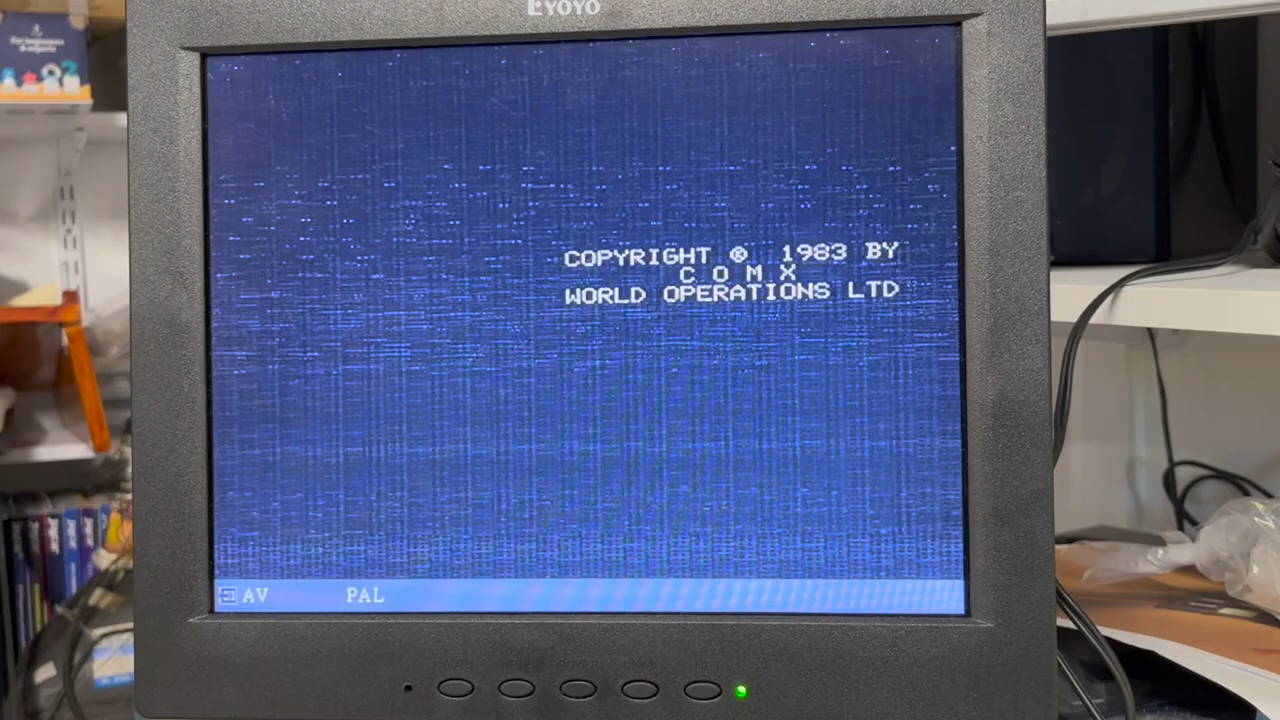 EYOYO
COPYRIGHT ® 1983 BY
C O M X
WORLD OPERATIONS LTD
AV PAL